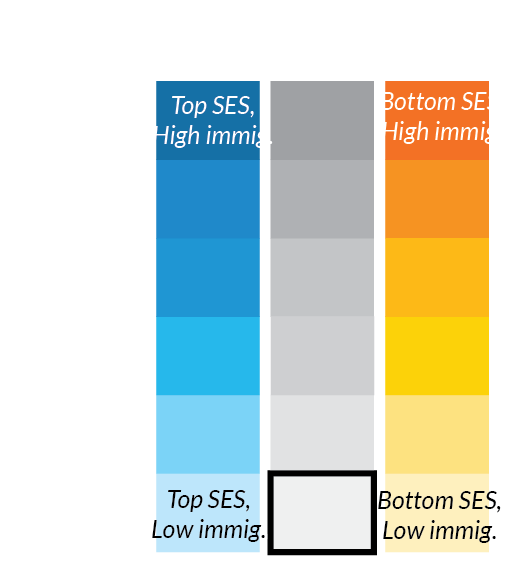 Top SES,
High immig.
Bottom SES,
High immig.
Top SES,
Low immig.
Bottom SES,
Low immig.